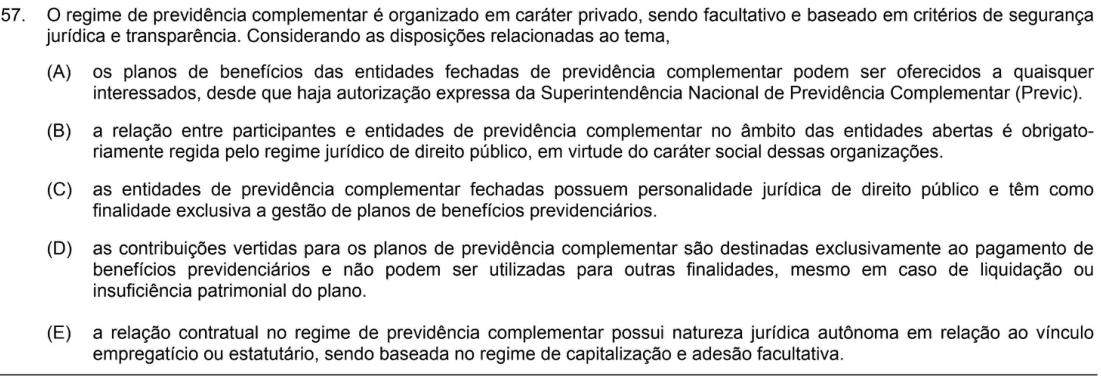 57. O regime de previdência complementar é organizado em caráter privado, sendo facultativo e baseado em critérios de segurança
jurídica e transparência. Considerando as disposições relacionadas ao tema,
(A) os planos de benefícios das entidades fechadas de previdência complementar podem ser oferecidos a quaisquer
interessados, desde que haja autorização expressa da Superintendência Nacional de Previdência Complementar (Previc).
(B) a relação entre participantes e entidades de previdência complementar no âmbito das entidades abertas é obrigato-
riamente regida pelo regime jurídico de direito público, em virtude do caráter social dessas organizações.
(C) as entidades de previdência complementar fechadas possuem personalidade jurídica de direito público e têm como
finalidade exclusiva a gestão de planos de benefícios previdenciários.
(D) as contribuições vertidas para os planos de previdência complementar são destinadas exclusivamente ao pagamento de
benefícios previdenciários e não podem ser utilizadas para outras finalidades, mesmo em caso de liquidação ou
insuficiência patrimonial do plano.
(E) a relação contratual no regime de previdência complementar possui natureza jurídica autônoma em relação ao vínculo
empregatício ou estatutário, sendo baseada no regime de capitalização e adesão facultativa.